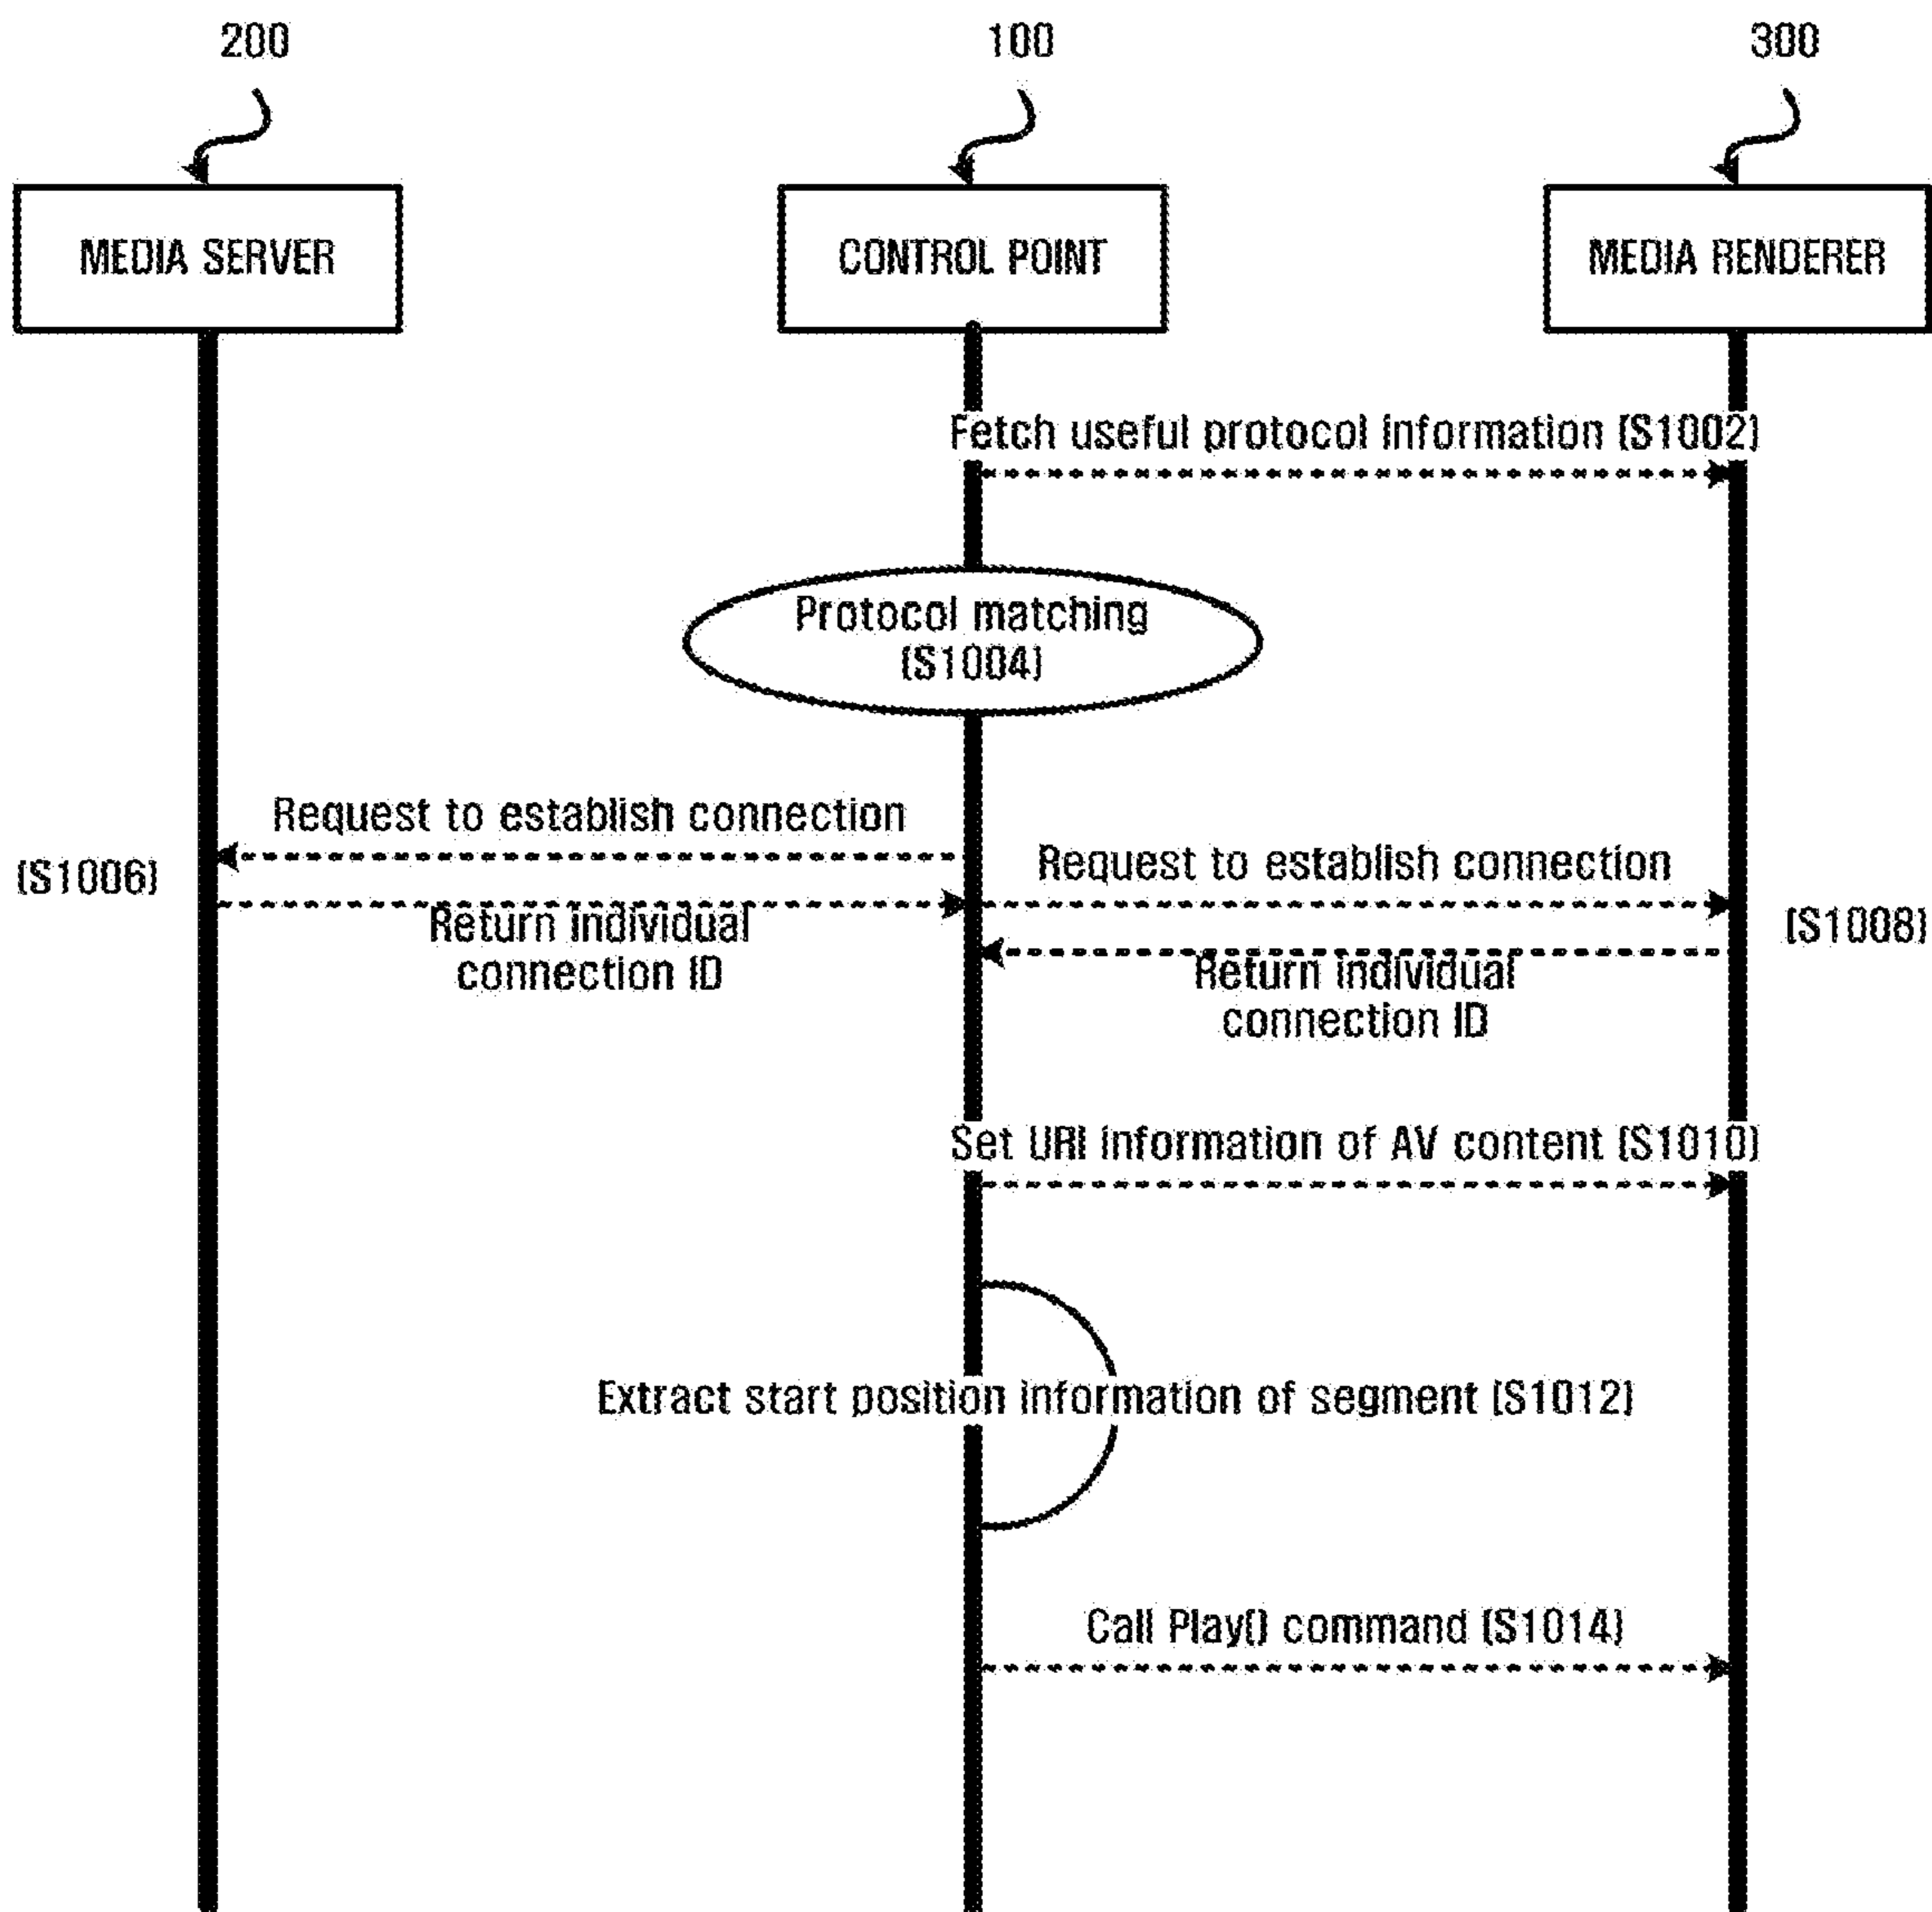 200
100
300
MEDIA SERVER
CONTROL POINT
MEDIA RENDERER
Fetch useful protocol information (S1002)
Protocol matching
(S1004)
Request to establish connection
(S1006)
Return individual
connection ID
Request to establish connection
(S1008)
Return individual
connection ID
Set URI information of AV content (S1010)
Extract start position information of segment (S1012)
Call Play() command (S1014)